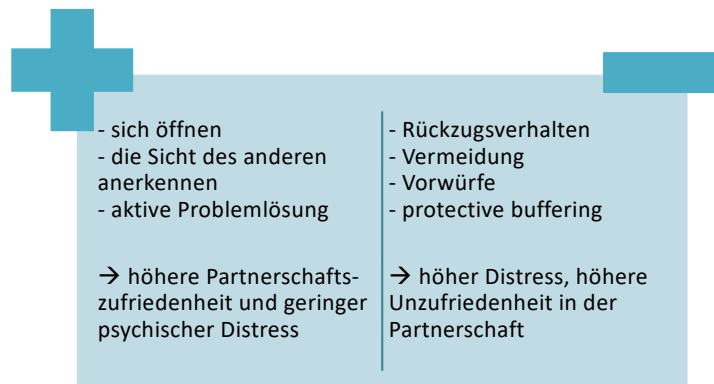 - sich öffnen
- die Sicht des anderen
anerkennen
- aktive Problemlösung
→ höhere Partnerschafts-
zufriedenheit und geringer
psychischer Distress
- Rückzugsverhalten
- Vermeidung
- Vorwürfe
- protective buffering
→ höher Distress, höhere
Unzufriedenheit in der
Partnerschaft